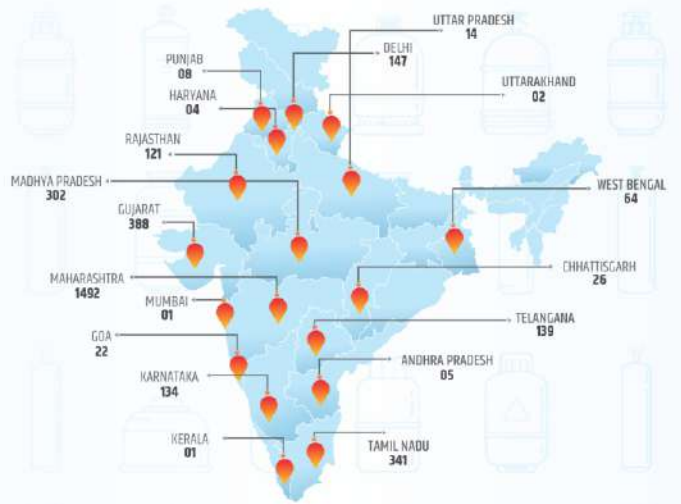 UTTAR PRADESH
14
DELHI
147
PUNJAB
08
UTTARAKHAND
02
HARYANA
04
RAJASTHAN
121
MADHYA PRADESH
302
WEST BENGAL
64
GUJARAT
388
CHHATTISGARH
26
MAHARASHTRA
1492
MUMBAI
01
TELANGANA
139
GOA
22
ANDHRA PRADESH
05
KARNATAKA
134
KERALA
01
TAMIL NADU
341